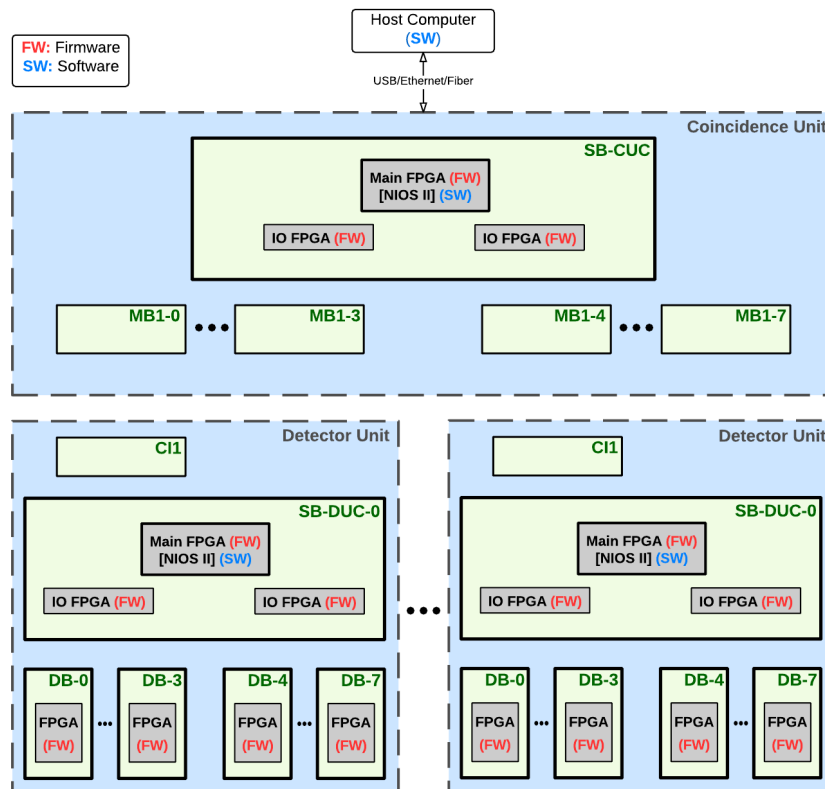 Host Computer
(SW)
FW: Firmware
SW: Software
USB/Ethernet/Fiber
Coincidence Unit
SB-CUC
Main FPGA (FW)
[NIOS II] (SW)
IO FPGA (FW)
IO FPGA (FW)
MB1-0
MB1-3
MB1-4
MB1-7
Detector Unit
CI1
SB-DUC-0
Main FPGA (FW)
[NIOS II] (SW)
IO FPGA (FW)
IO FPGA (FW)
DB-0
DB-3
DB-4
DB-7
FPGA
(FW)
FPGA
(FW)
FPGA
(FW)
FPGA
(FW)
Detector Unit
CI1
SB-DUC-0
Main FPGA (FW)
[NIOS II] (SW)
IO FPGA (FW)
IO FPGA (FW)
DB-0
DB-3
DB-4
DB-7
FPGA
(FW)
FPGA
(FW)
FPGA
(FW)
FPGA
(FW)